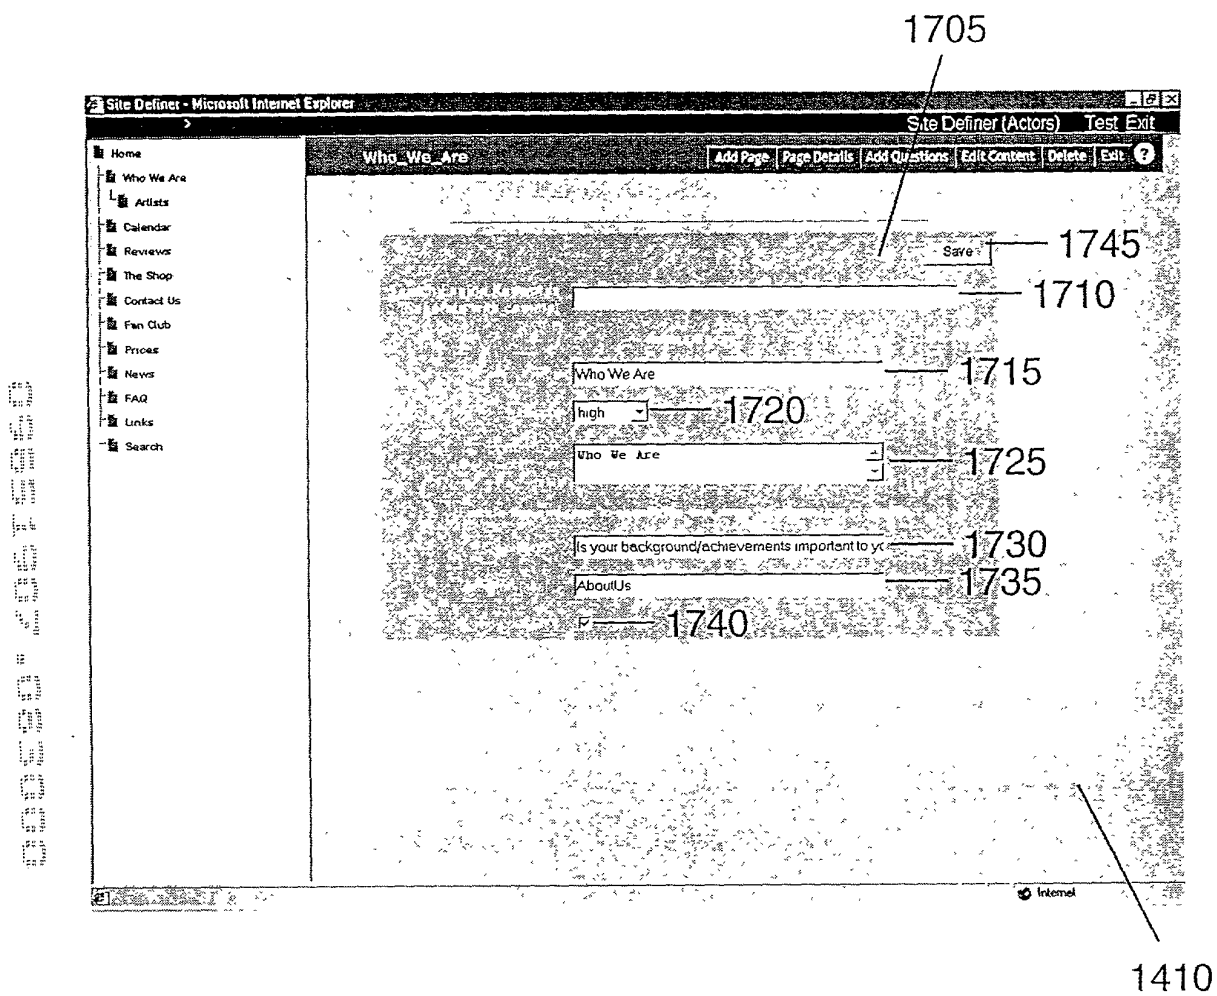 1705
Site Definer - Microsoft Internet Explorer
Site Definer (Actors) Test Exit
Home
Who_We_Are
Add Page Page Details Add Questions Edit Content Delete Exit ?
Who We Are
Artists
Calendar
Reviews
The Shop
Contact Us
Fan Club
Prices
News
FAQ
Links
Search
Save 1745
1710
Who We Are 1715
high 1720
Who We Are 1725
Is your background/achievements important to yo 1730
AboutUs 1735
1740
Internet
1410